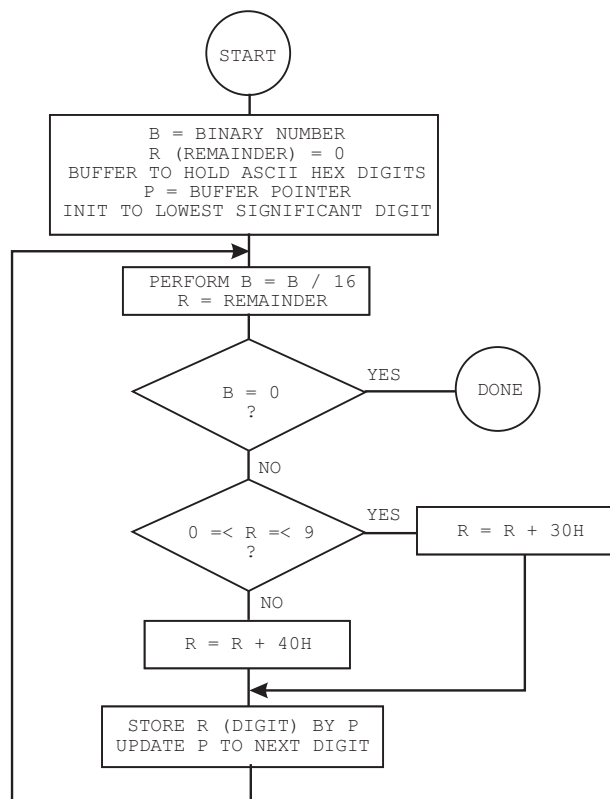 START
B = BINARY NUMBER
R (REMAINDER) = 0
BUFFER TO HOLD ASCII HEX DIGITS
P = BUFFER POINTER
INIT TO LOWEST SIGNIFICANT DIGIT
PERFORM B = B / 16
R = REMAINDER
B = 0
?
YES
DONE
NO
0 =< R =< 9
?
YES
R = R + 30H
NO
R = R + 40H
STORE R (DIGIT) BY P
UPDATE P TO NEXT DIGIT